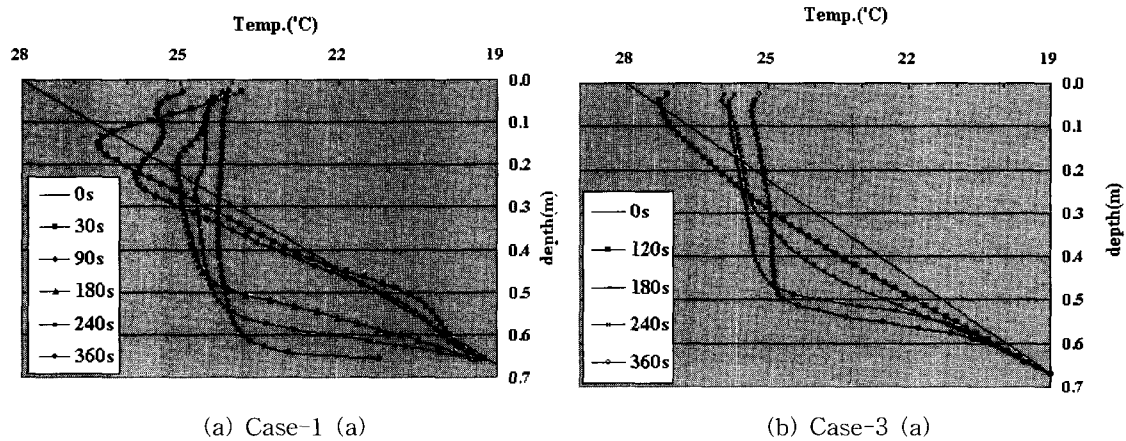 Temp.(°C)
28 25 22 19
0.0
0.1
0.2
0.3
0.4
0.5
0.6
0.7
depth(m)
0s
30s
90s
180s
240s
360s
(a) Case-1 (a)
Temp.(°C)
28 25 22 19
0.0
0.1
0.2
0.3
0.4
0.5
0.6
0.7
depth(m)
0s
120s
180s
240s
360s
(b) Case-3 (a)